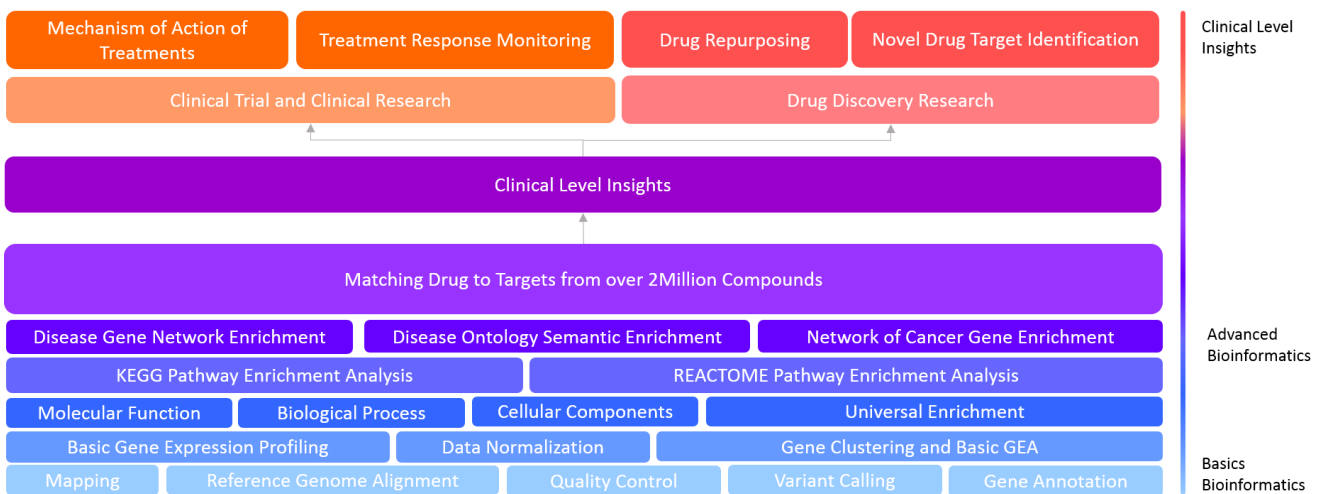 Mechanism of Action of
Treatments
Treatment Response Monitoring
Drug Repurposing
Novel Drug Target Identification
Clinical Level
Insights
Clinical Trial and Clinical Research
Drug Discovery Research
Clinical Level Insights
Matching Drug to Targets from over 2Million Compounds
Disease Gene Network Enrichment
Disease Ontology Semantic Enrichment
Network of Cancer Gene Enrichment
Advanced
Bioinformatics
KEGG Pathway Enrichment Analysis
REACTOME Pathway Enrichment Analysis
Molecular Function
Biological Process
Cellular Components
Universal Enrichment
Basic Gene Expression Profiling
Data Normalization
Gene Clustering and Basic GEA
Mapping
Reference Genome Alignment
Quality Control
Variant Calling
Gene Annotation
Basics
Bioinformatics